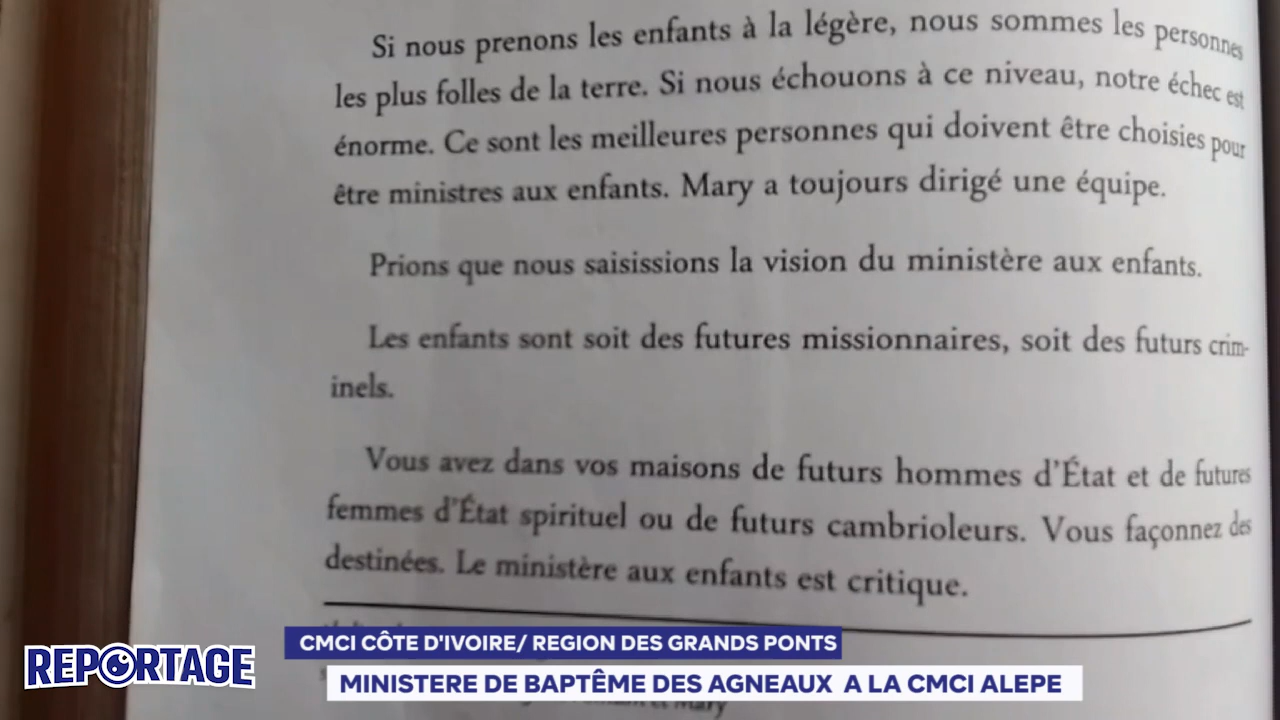 Si nous prenons les enfants à la légère, nous sommes les personnes
les plus folles de la terre. Si nous échouons à ce niveau, notre échec est
énorme. Ce sont les meilleures personnes qui doivent être choisies pour
être ministres aux enfants. Mary a toujours dirigé une équipe.
Prions que nous saisissions la vision du ministère aux enfants.
Les enfants sont soit des futures missionnaires, soit des futurs crim-
inels.
Vous avez dans vos maisons de futurs hommes d'État et de futures
femmes d'État spirituel ou de futurs cambrioleurs. Vous façonnez des
destinées. Le ministère aux enfants est critique.
CMCI CÔTE D'IVOIRE/ REGION DES GRANDS PONTS
REPORTAGE
MINISTERE DE BAPTÊME DES AGNEAUX A LA CMCI ALEPE
Mary